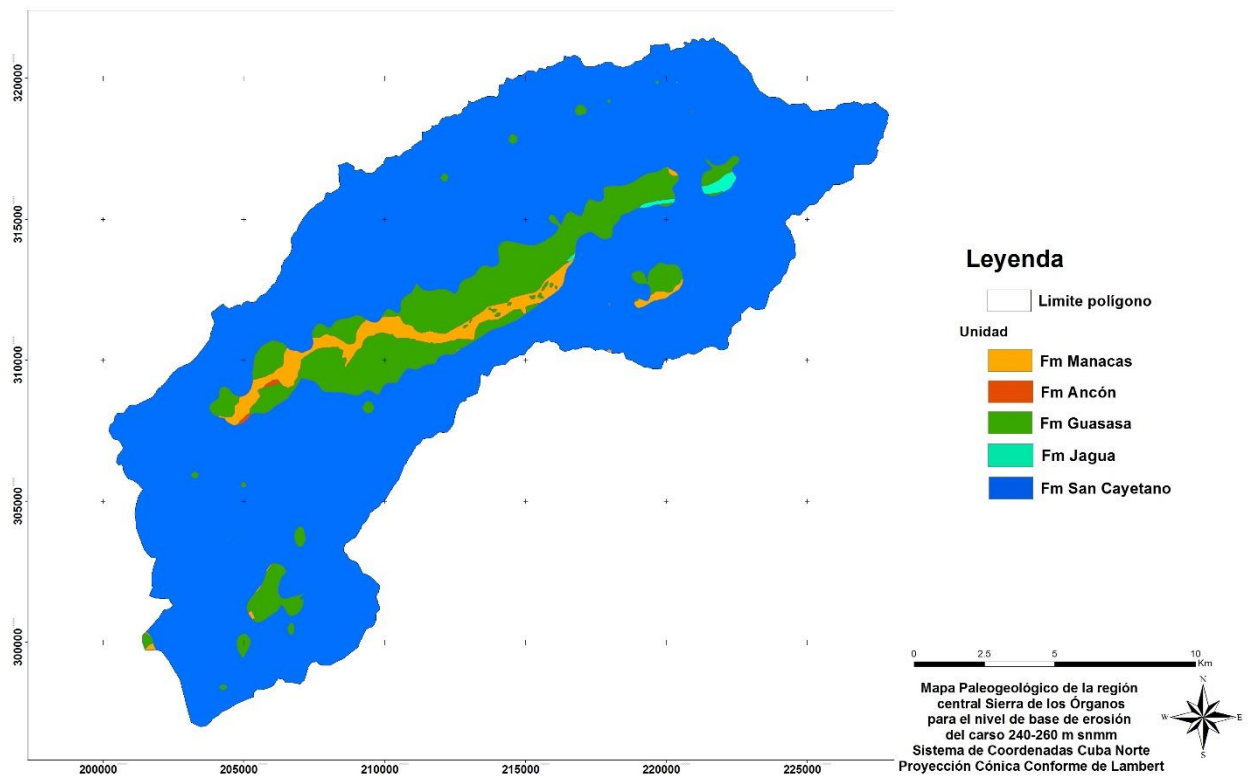 320000
315000
310000
305000
300000
200000
205000
210000
215000
220000
225000
Leyenda
Limite polígono
Unidad
Fm Manacas
Fm Ancón
Fm Guasasa
Fm Jagua
Fm San Cayetano
0 2.5 5 10
Km
Mapa Paleogeológico de la región
central Sierra de los Órganos
para el nivel de base de erosión
del carso 240-260 m snmm
Sistema de Coordenadas Cuba Norte
Proyección Cónica Conforme de Lambert
N
W E
S